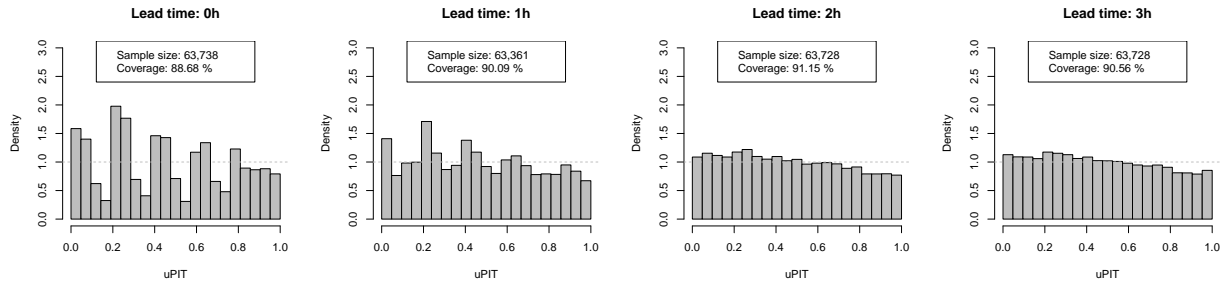 Lead time: 0h
Sample size: 63,738
Coverage: 88.68 %
Density
0.0 0.5 1.0 1.5 2.0 2.5 3.0
0.0 0.2 0.4 0.6 0.8 1.0
uPIT
Lead time: 1h
Sample size: 63,361
Coverage: 90.09 %
Density
0.0 0.5 1.0 1.5 2.0 2.5 3.0
0.0 0.2 0.4 0.6 0.8 1.0
uPIT
Lead time: 2h
Sample size: 63,728
Coverage: 91.15 %
Density
0.0 0.5 1.0 1.5 2.0 2.5 3.0
0.0 0.2 0.4 0.6 0.8 1.0
uPIT
Lead time: 3h
Sample size: 63,728
Coverage: 90.56 %
Density
0.0 0.5 1.0 1.5 2.0 2.5 3.0
0.0 0.2 0.4 0.6 0.8 1.0
uPIT